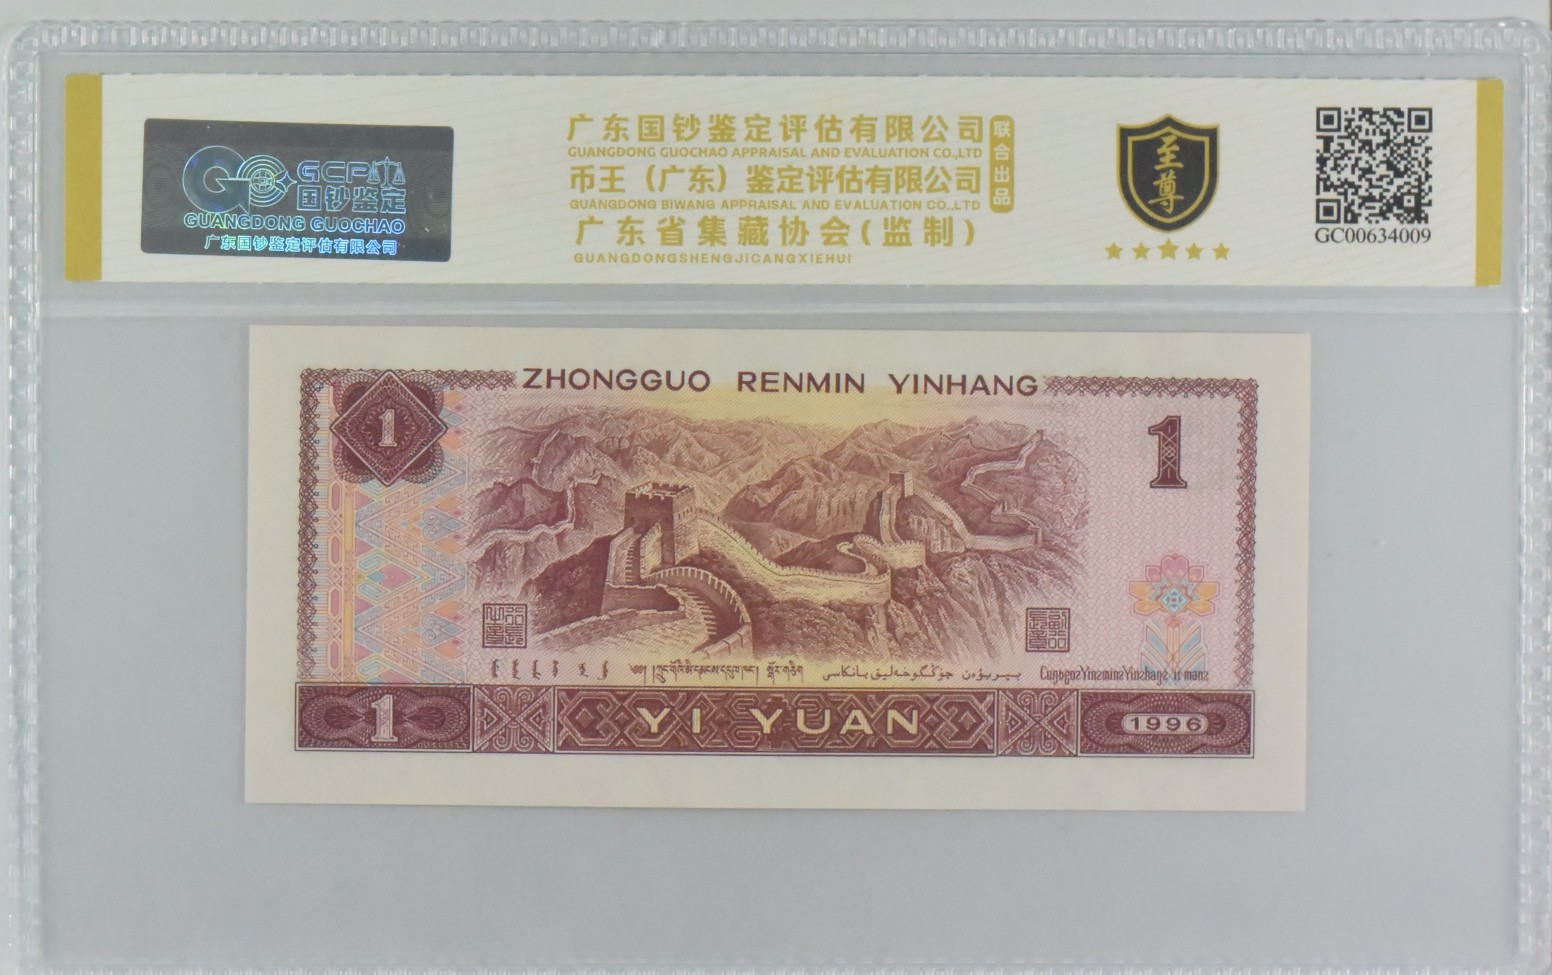 GCP
国钞鉴定
GUANGDONG GUOCHAO
广东国钞鉴定评估有限公司
广东国钞鉴定评估有限公司
GUANGDONG GUOCHAO APPRAISAL AND EVALUATION CO.,LTD
币王（广东）鉴定评估有限公司
GUANGDONG BIWANG APPRAISAL AND EVALUATION CO.,LTD
广东省集藏协会(监制)
GUANGDONGSHENGJICANGXIEHUI
联合出品
至尊
GC00634009
ZHONGGUO RENMIN YINHANG
1
1
1
YI YUAN
1996